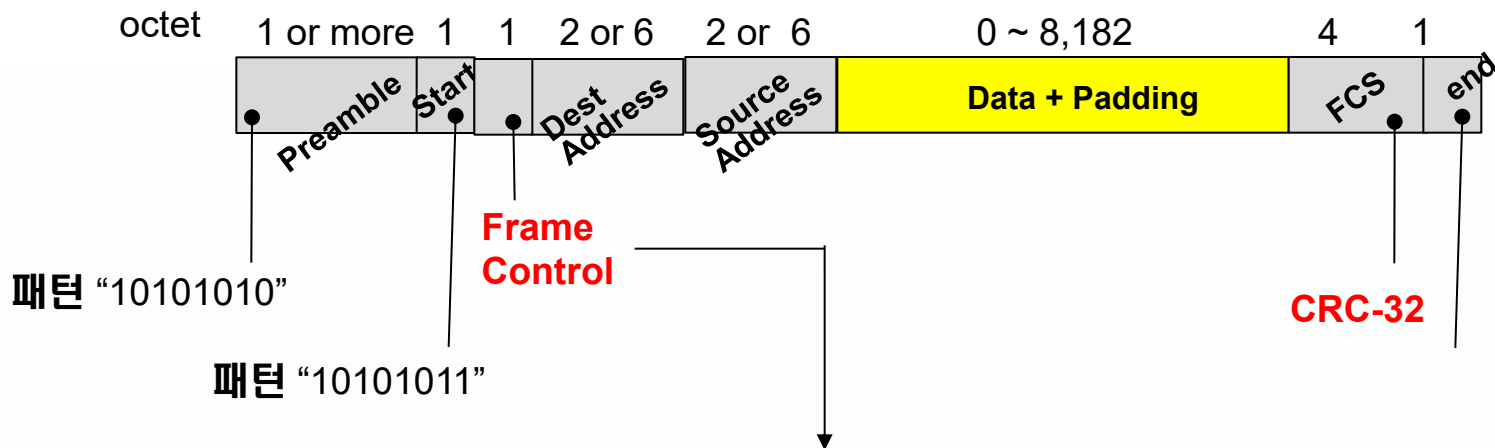 octet 1 or more 1 1 2 or 6 2 or 6 0 ~ 8,182 4 1
Preamble Start Dest Address Source Address Data + Padding FCS end
Frame
Control
패턴 “10101010”
CRC-32
패턴 “10101011”